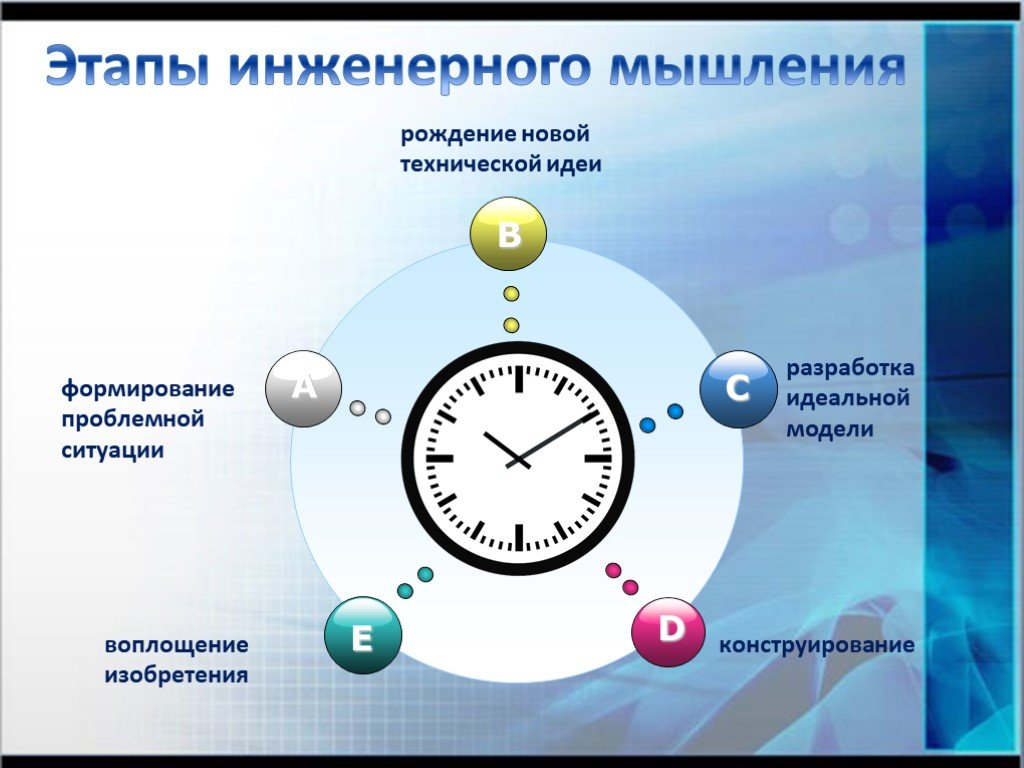 Этапы инженерного мышления
рождение новой
технической идеи
B
A
формирование
проблемной
ситуации
C
разработка
идеальной
модели
E
воплощение
изобретения
D
конструирование